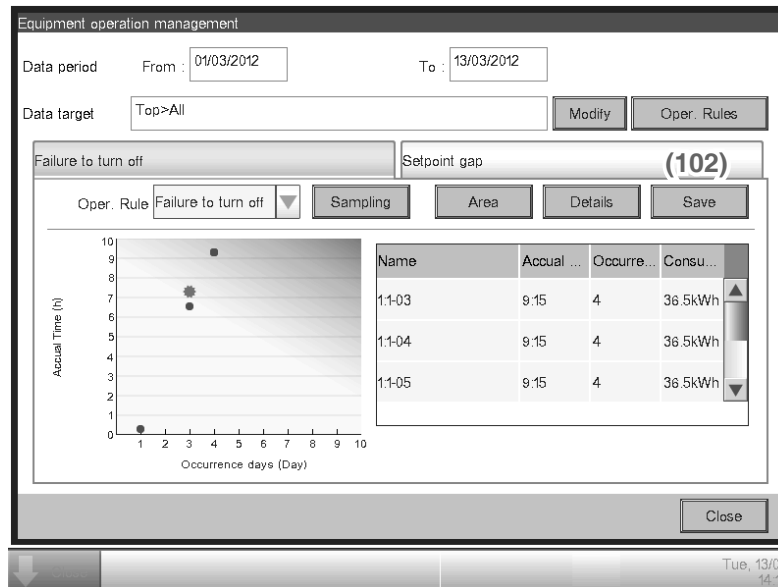 Equipment operation management
Data period From : 01/03/2012 To : 13/03/2012
Data target Top>All Modify Oper. Rules
Failure to turn off Setpoint gap (102)
Oper. Rule Failure to turn off Sampling Area Details Save
Name Accual ... Occurre... Consu...
1:1-03 9:15 4 36.5kWh
1:1-04 9:15 4 36.5kWh
1:1-05 9:15 4 36.5kWh
Accual Time (h)
10
9
8
7
6
5
4
3
2
1
0
1 2 3 4 5 6 7 8 9 10
Occurrence days (Day)
Close
Tue, 13/0